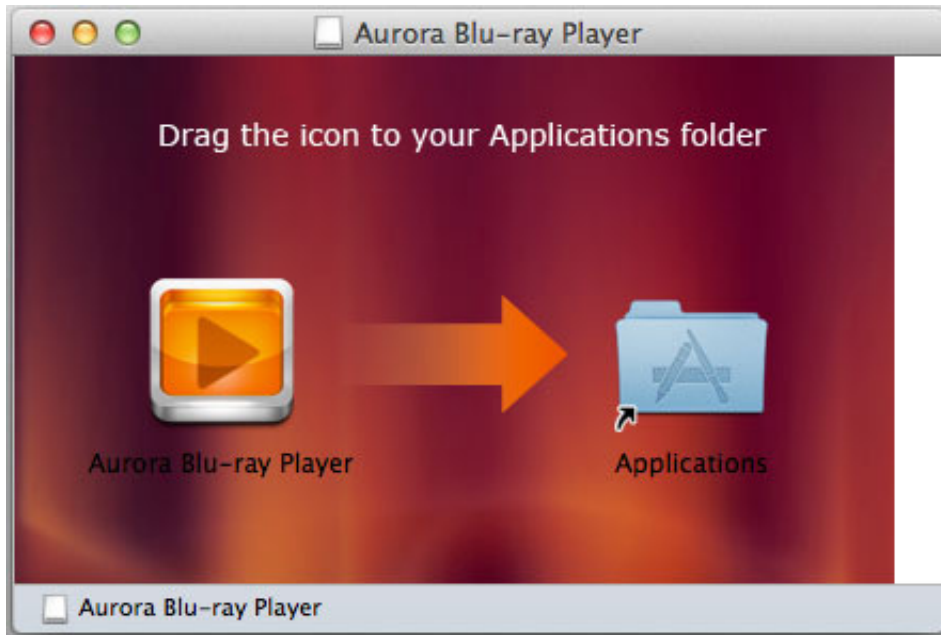 Aurora Blu-ray Player
Drag the icon to your Applications folder
Aurora Blu-ray Player
Applications
Aurora Blu-ray Player